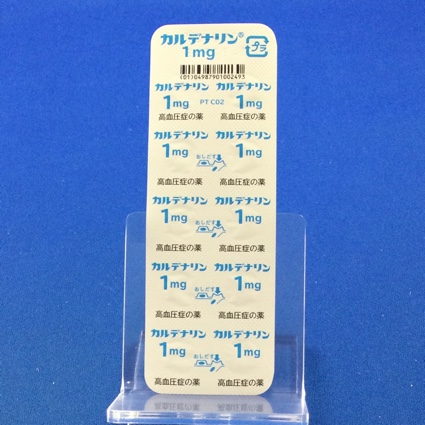 カルデナリン®
1mg
プラ
(01)04987901002493
カルデナリン カルデナリン
1mg PT C02 1mg
高血圧症の薬 高血圧症の薬
カルデナリン カルデナリン
1mg おしだす 1mg
高血圧症の薬 高血圧症の薬
カルデナリン カルデナリン
1mg おしだす 1mg
高血圧症の薬 高血圧症の薬
カルデナリン カルデナリン
1mg おしだす 1mg
高血圧症の薬 高血圧症の薬
カルデナリン カルデナリン
1mg おしだす 1mg
高血圧症の薬 高血圧症の薬